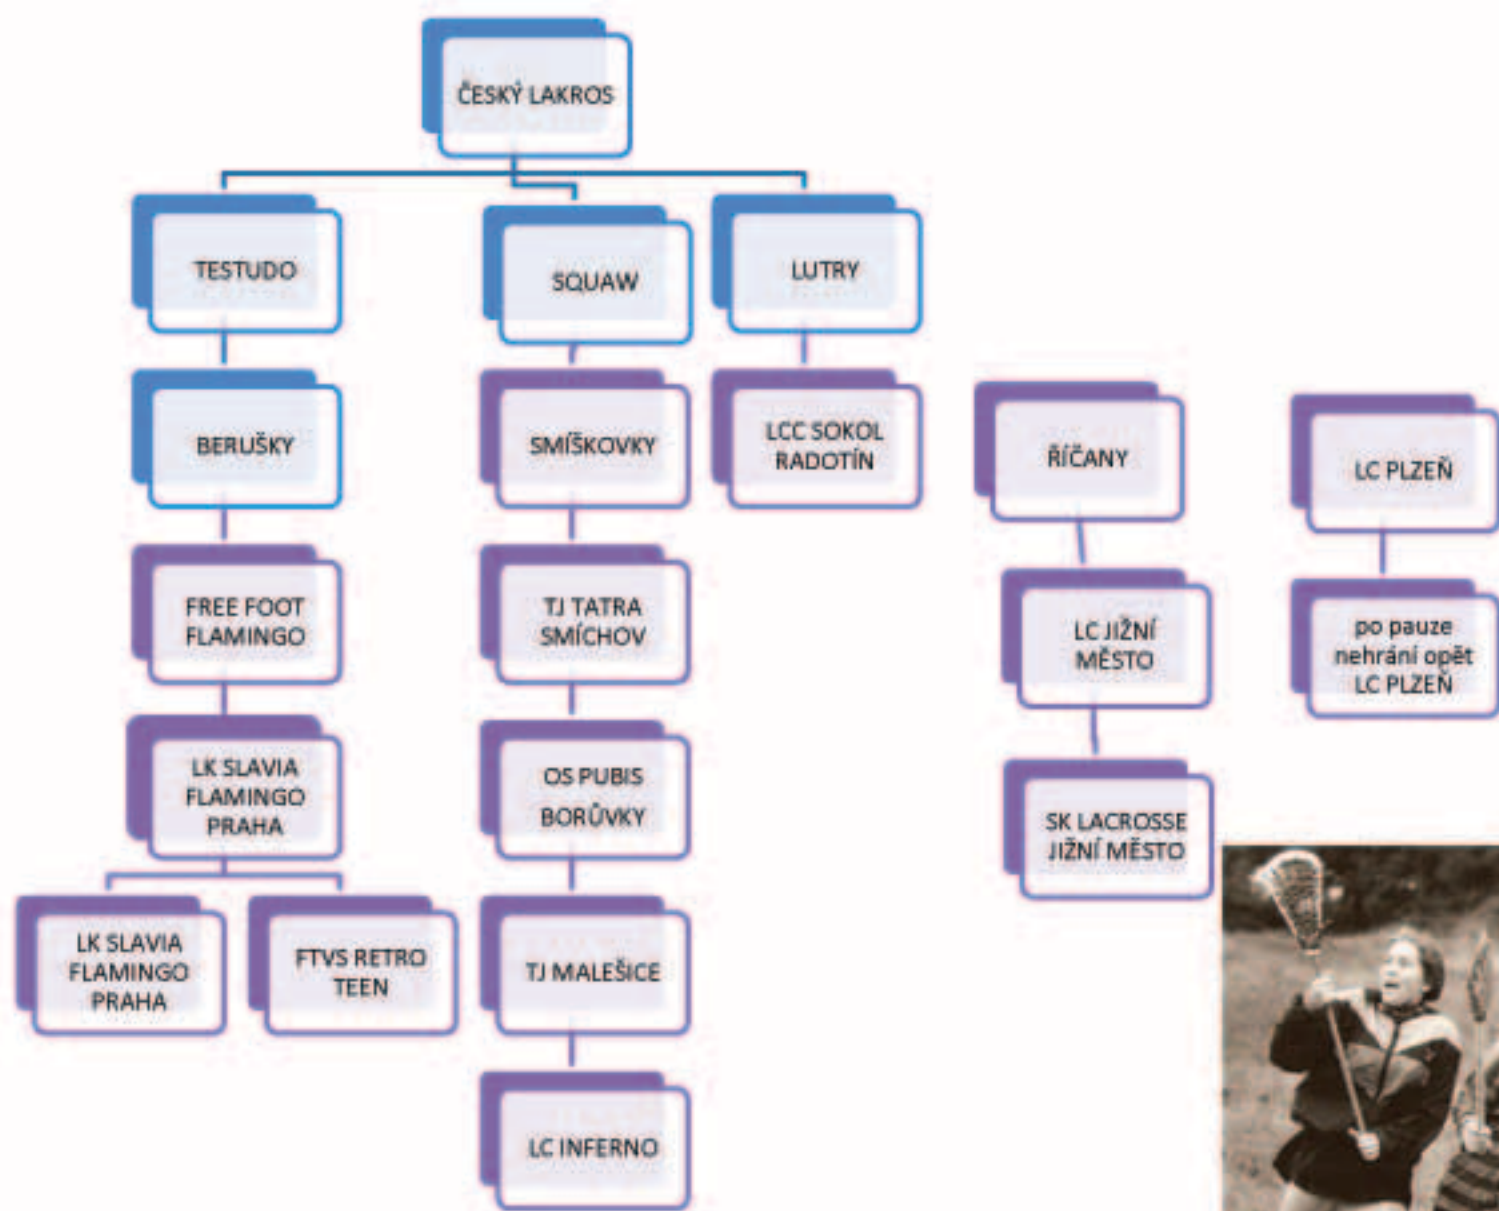 ČESKÝ LAKROS
TESTUDO
SQUAW
LUTRY
BERUŠKY
SMÍŠKOVKY
LCC SOKOL
RADOTÍN
ŘÍČANY
LC PLZEŇ
FREE FOOT
FLAMINGO
TJ TATRA
SMÍCHOV
LC JIŽNÍ
MĚSTO
po pauze
nehrání opět
LC PLZEŇ
LK SLAVIA
FLAMINGO
PRAHA
OS PUBIS
BORŮVKY
SK LACROSSE
JIŽNÍ MĚSTO
LK SLAVIA
FLAMINGO
PRAHA
FTVS RETRO
TEEN
TJ MALEŠICE
LC INFERNO